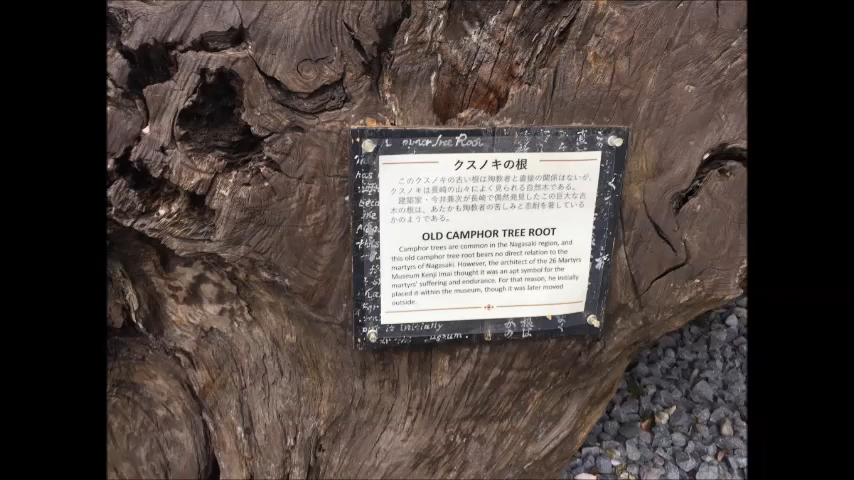 mphor Tree Root
クスノキの根
このクスノキの古い根は殉教者と直接の関係はないが、
クスノキは長崎の山々によく見られる自然木である。
建築家・今井兼次が長崎で偶然発見したこの巨大な古
木の根は、あたかも殉教者の苦しみと忍耐を著している
かのようである。
OLD CAMPHOR TREE ROOT
Camphor trees are common in the Nagasaki region, and
this old camphor tree root bears no direct relation to the
martyrs of Nagasaki. However, the architect of the 26 Martyrs
Museum Kenji Imai thought it was an apt symbol for the
martyrs' suffering and endurance. For that reason, he initially
placed it within the museum, though it was later moved
outside.
initially